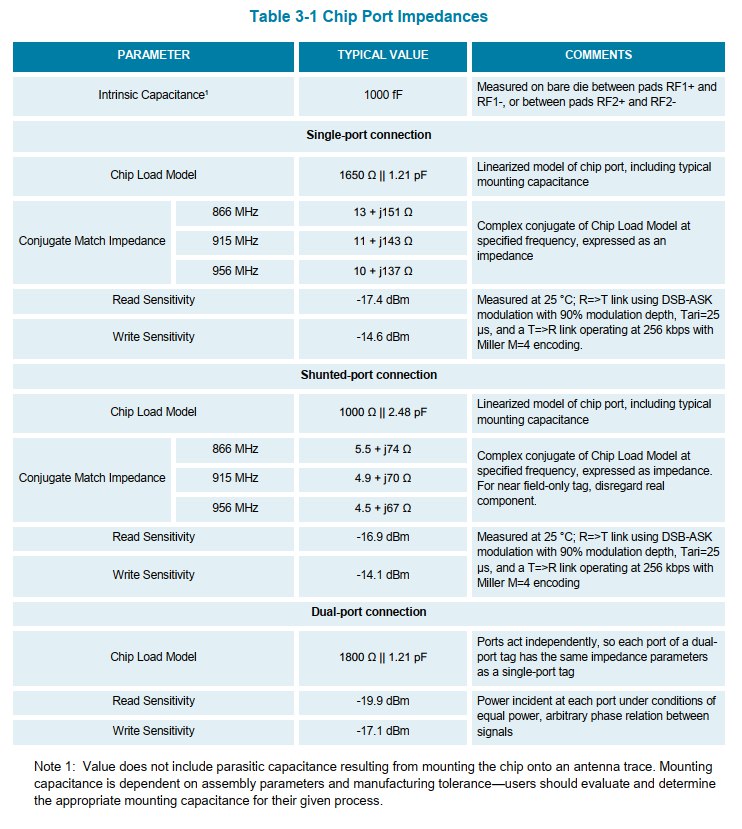 Table 3-1 Chip Port Impedances
PARAMETER TYPICAL VALUE COMMENTS
Intrinsic Capacitance¹ 1000 fF Measured on bare die between pads RF1+ and
RF1-, or between pads RF2+ and RF2-
Single-port connection
Chip Load Model 1650 Ω || 1.21 pF Linearized model of chip port, including typical
mounting capacitance
Conjugate Match Impedance
866 MHz 13 + j151 Ω
915 MHz 11 + j143 Ω
956 MHz 10 + j137 Ω
Complex conjugate of Chip Load Model at
specified frequency, expressed as an
impedance
Read Sensitivity -17.4 dBm
Write Sensitivity -14.6 dBm
Measured at 25 °C; R=>T link using DSB-ASK
modulation with 90% modulation depth, Tari=25
µs, and a T=>R link operating at 256 kbps with
Miller M=4 encoding.
Shunted-port connection
Chip Load Model 1000 Ω || 2.48 pF Linearized model of chip port, including typical
mounting capacitance
Conjugate Match Impedance
866 MHz 5.5 + j74 Ω
915 MHz 4.9 + j70 Ω
956 MHz 4.5 + j67 Ω
Complex conjugate of Chip Load Model at
specified frequency, expressed as impedance.
For near field-only tag, disregard real
component.
Read Sensitivity -16.9 dBm
Write Sensitivity -14.1 dBm
Measured at 25 °C; R=>T link using DSB-ASK
modulation with 90% modulation depth, Tari=25
µs, and a T=>R link operating at 256 kbps with
Miller M=4 encoding
Dual-port connection
Chip Load Model 1800 Ω || 1.21 pF Ports act independently, so each port of a dual-
port tag has the same impedance parameters
as a single-port tag
Read Sensitivity -19.9 dBm
Write Sensitivity -17.1 dBm
Power incident at each port under conditions of
equal power, arbitrary phase relation between
signals
Note 1: Value does not include parasitic capacitance resulting from mounting the chip onto an antenna trace. Mounting
capacitance is dependent on assembly parameters and manufacturing tolerance—users should evaluate and determine
the appropriate mounting capacitance for their given process.